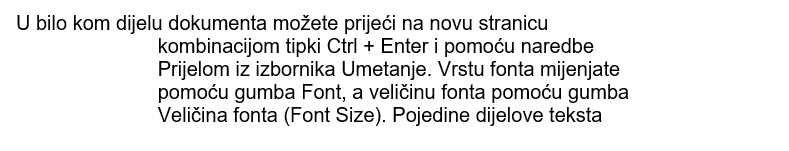 U bilo kom dijelu dokumenta možete prijeći na novu stranicu
kombinacijom tipki Ctrl + Enter i pomoću naredbe
Prijelom iz izbornika Umetanje. Vrstu fonta mijenjate
pomoću gumba Font, a veličinu fonta pomoću gumba
Veličina fonta (Font Size). Pojedine dijelove teksta